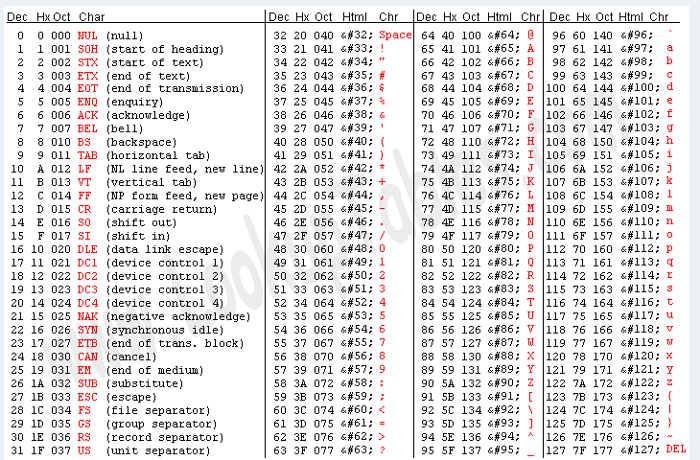 Dec Hx Oct Char Dec Hx Oct Html Chr Dec Hx Oct Html Chr Dec Hx Oct Html Chr
0 0 000 NUL (null) 32 20 040 &#32; Space 64 40 100 &#64; @ 96 60 140 &#96; `
1 1 001 SOH (start of heading) 33 21 041 &#33; ! 65 41 101 &#65; A 97 61 141 &#97; a
2 2 002 STX (start of text) 34 22 042 &#34; " 66 42 102 &#66; B 98 62 142 &#98; b
3 3 003 ETX (end of text) 35 23 043 &#35; # 67 43 103 &#67; C 99 63 143 &#99; c
4 4 004 EOT (end of transmission) 36 24 044 &#36; $ 68 44 104 &#68; D 100 64 144 &#100; d
5 5 005 ENQ (enquiry) 37 25 045 &#37; % 69 45 105 &#69; E 101 65 145 &#101; e
6 6 006 ACK (acknowledge) 38 26 046 &#38; & 70 46 106 &#70; F 102 66 146 &#102; f
7 7 007 BEL (bell) 39 27 047 &#39; ' 71 47 107 &#71; G 103 67 147 &#103; g
8 8 010 BS (backspace) 40 28 050 &#40; ( 72 48 110 &#72; H 104 68 150 &#104; h
9 9 011 TAB (horizontal tab) 41 29 051 &#41; ) 73 49 111 &#73; I 105 69 151 &#105; i
10 A 012 LF (NL line feed, new line) 42 2A 052 &#42; * 74 4A 112 &#74; J 106 6A 152 &#106; j
11 B 013 VT (vertical tab) 43 2B 053 &#43; + 75 4B 113 &#75; K 107 6B 153 &#107; k
12 C 014 FF (NP form feed, new page) 44 2C 054 &#44; , 76 4C 114 &#76; L 108 6C 154 &#108; l
13 D 015 CR (carriage return) 45 2D 055 &#45; - 77 4D 115 &#77; M 109 6D 155 &#109; m
14 E 016 SO (shift out) 46 2E 056 &#46; . 78 4E 116 &#78; N 110 6E 156 &#110; n
15 F 017 SI (shift in) 47 2F 057 &#47; / 79 4F 117 &#79; O 111 6F 157 &#111; o
16 10 020 DLE (data link escape) 48 30 060 &#48; 0 80 50 120 &#80; P 112 70 160 &#112; p
17 11 021 DC1 (device control 1) 49 31 061 &#49; 1 81 51 121 &#81; Q 113 71 161 &#113; q
18 12 022 DC2 (device control 2) 50 32 062 &#50; 2 82 52 122 &#82; R 114 72 162 &#114; r
19 13 023 DC3 (device control 3) 51 33 063 &#51; 3 83 53 123 &#83; S 115 73 163 &#115; s
20 14 024 DC4 (device control 4) 52 34 064 &#52; 4 84 54 124 &#84; T 116 74 164 &#116; t
21 15 025 NAK (negative acknowledge) 53 35 065 &#53; 5 85 55 125 &#85; U 117 75 165 &#117; u
22 16 026 SYN (synchronous idle) 54 36 066 &#54; 6 86 56 126 &#86; V 118 76 166 &#118; v
23 17 027 ETB (end of trans. block) 55 37 067 &#55; 7 87 57 127 &#87; W 119 77 167 &#119; w
24 18 030 CAN (cancel) 56 38 070 &#56; 8 88 58 130 &#88; X 120 78 170 &#120; x
25 19 031 EM (end of medium) 57 39 071 &#57; 9 89 59 131 &#89; Y 121 79 171 &#121; y
26 1A 032 SUB (substitute) 58 3A 072 &#58; : 90 5A 132 &#90; Z 122 7A 172 &#122; z
27 1B 033 ESC (escape) 59 3B 073 &#59; ; 91 5B 133 &#91; [ 123 7B 173 &#123; {
28 1C 034 FS (file separator) 60 3C 074 &#60; < 92 5C 134 &#92; \ 124 7C 174 &#124; |
29 1D 035 GS (group separator) 61 3D 075 &#61; = 93 5D 135 &#93; ] 125 7D 175 &#125; }
30 1E 036 RS (record separator) 62 3E 076 &#62; > 94 5E 136 &#94; ^ 126 7E 176 &#126; ~
31 1F 037 US (unit separator) 63 3F 077 &#63; ? 95 5F 137 &#95; _ 127 7F 177 &#127; DEL